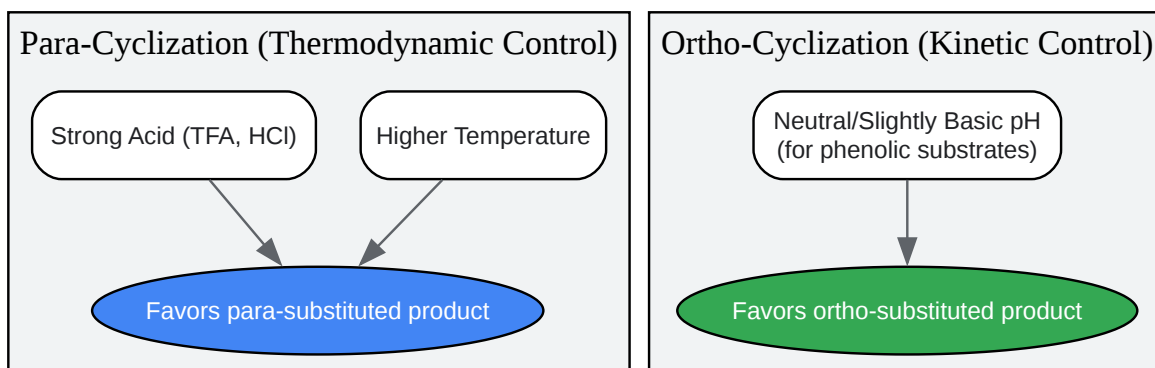 Para-Cyclization (Thermodynamic Control)
Strong Acid (TFA, HCl)
Higher Temperature
Favors para-substituted product
Ortho-Cyclization (Kinetic Control)
Neutral/Slightly Basic pH
(for phenolic substrates)
Favors ortho-substituted product